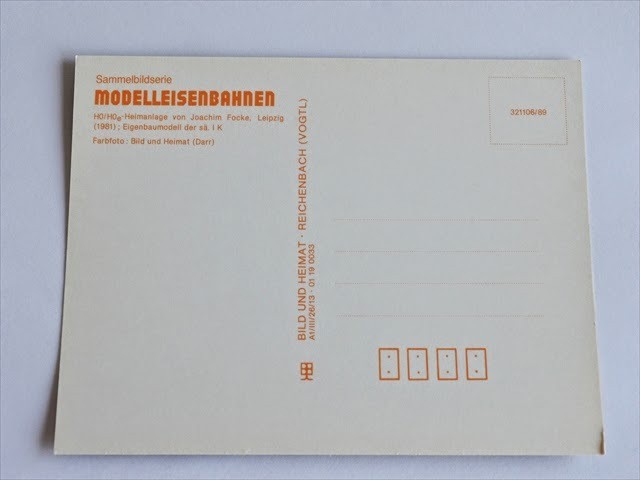 Sammelbildserie
MODELLEISENBAHNEN
H0/H0e-Heimanlage von Joachim Focke, Leipzig
(1981); Eigenbaumodell der sä. I K
Farbfoto: Bild und Heimat (Darr)
321106/89
BILD UND HEIMAT · REICHENBACH (VOGTL)
A1/III/26/13 · 01 19 0033